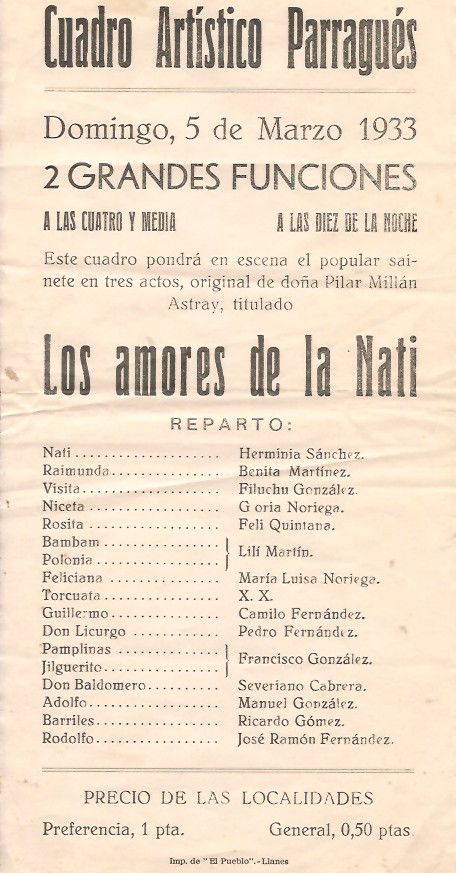 Cuadro Artístico Parragués
Domingo, 5 de Marzo 1933
2 GRANDES FUNCIONES
A LAS CUATRO Y MEDIA A LAS DIEZ DE LA NOCHE
Este cuadro pondrá en escena el popular sai-
nete en tres actos, original de doña Pilar Millán
Astray, titulado
Los amores de la Nati
REPARTO:
Nati .................... Herminia Sánchez.
Raimunda............... Benita Martínez.
Visita.................... Filuchu González.
Niceta ................... G oria Noriega.
Rosita ................... Feli Quintana.
Bambam ................
Polonia .................. } Lilí Martín.
Feliciana ................ María Luisa Noriega.
Torcuata ................ X. X.
Guillermo................ Camilo Fernández.
Don Licurgo ............ Pedro Fernández.
Pamplinas ...............
Jilguerito................ } Francisco González.
Don Baldomero.......... Severiano Cabrera.
Adolfo................... Manuel González.
Barriles.................. Ricardo Gómez.
Rodolfo.................. José Ramón Fernández.
PRECIO DE LAS LOCALIDADES
Preferencia, 1 pta. General, 0,50 ptas.
Imp. de "El Pueblo".-Llanes